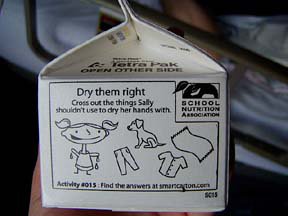 Tetra Pak
OPEN OTHER SIDE
Dry them right
Cross out the things Sally
shouldn't use to dry her hands with.
SCHOOL
NUTRITION
ASSOCIATION
Activity #015 : Find the answers at smartcarton.com
SC15